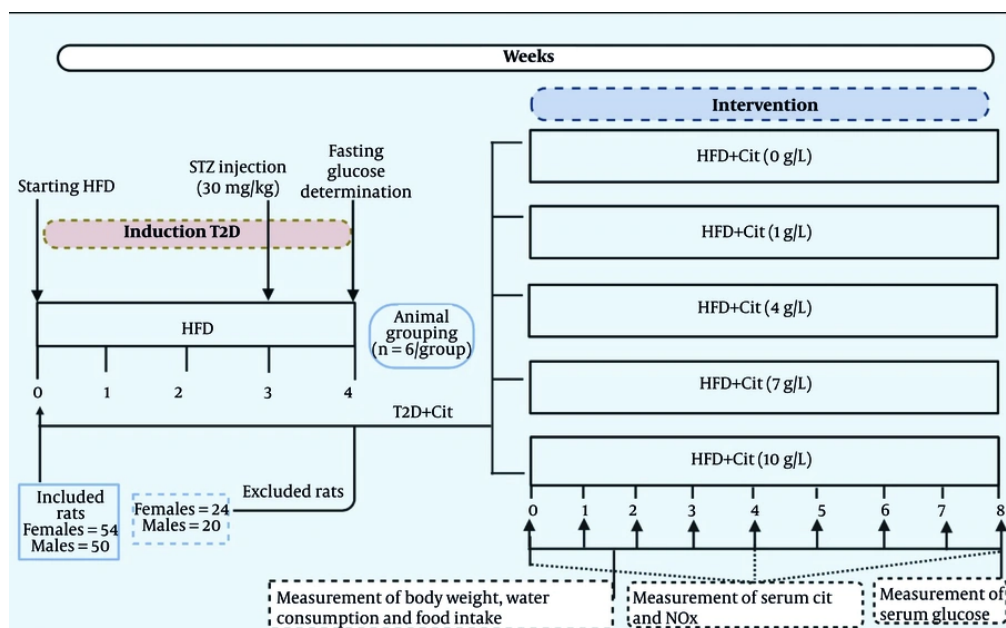 Weeks
Intervention
HFD+Cit (0 g/L)
HFD+Cit (1 g/L)
HFD+Cit (4 g/L)
HFD+Cit (7 g/L)
HFD+Cit (10 g/L)
Starting HFD
STZ injection
(30 mg/kg)
Fasting
glucose
determination
Induction T2D
HFD
0 1 2 3 4
Animal
grouping
(n = 6/group)
T2D+Cit
Included
rats
Females = 54
Males = 50
Females = 24
Males = 20
Excluded rats
0 1 2 3 4 5 6 7 8
Measurement of body weight, water
consumption and food intake
Measurement of serum cit
and NOx
Measurement of
serum glucose